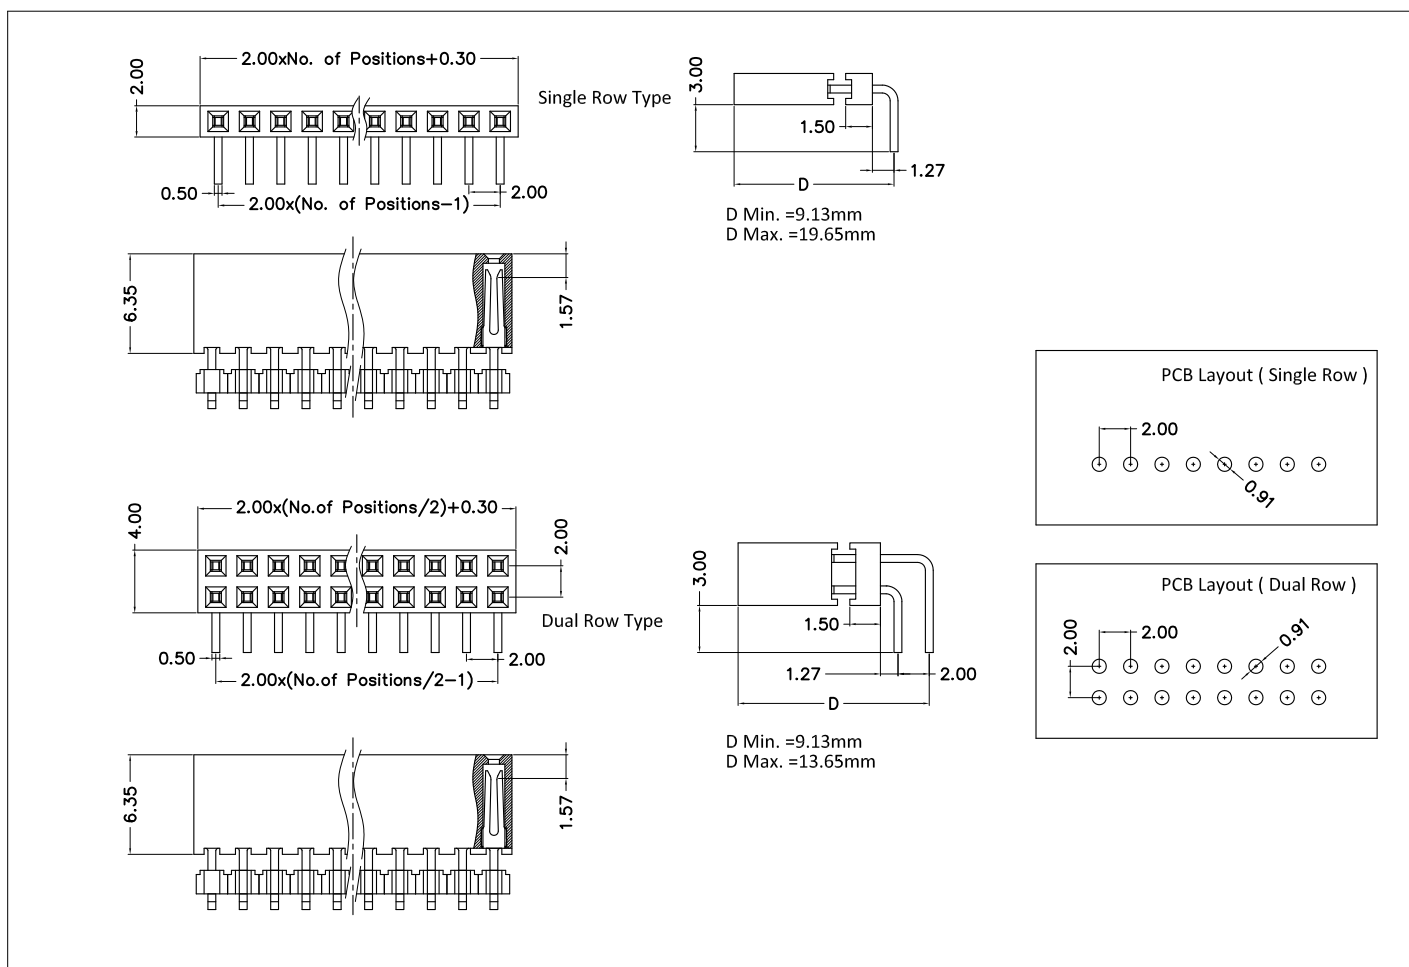 2.00xNo. of Positions+0.30
2.00
Single Row Type
0.50
2.00
2.00x(No. of Positions-1)
3.00
1.50
1.27
D
D Min. =9.13mm
D Max. =19.65mm
6.35
1.57
PCB Layout ( Single Row )
2.00
0.91
2.00x(No.of Positions/2)+0.30
4.00
2.00
Dual Row Type
0.50
2.00
2.00x(No.of Positions/2-1)
3.00
1.50
1.27
2.00
D
D Min. =9.13mm
D Max. =13.65mm
PCB Layout ( Dual Row )
2.00
2.00
0.91
6.35
1.57